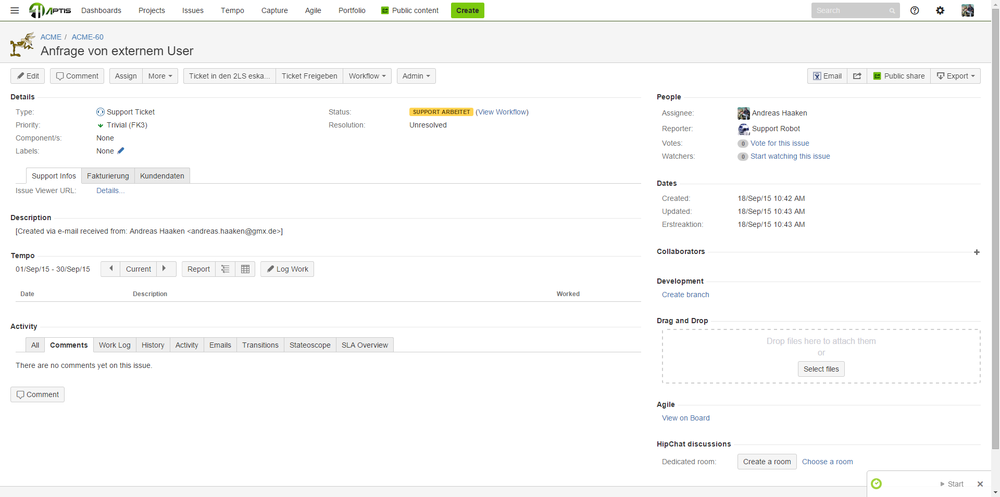 APTIS Dashboards Projects Issues Tempo Capture Agile Portfolio Public content Create Search
ACME / ACME-60
Anfrage von externem User
Edit Comment Assign More Ticket in den 2LS eska... Ticket Freigeben Workflow Admin Email Public share Export
Details
Type: Support Ticket
Priority: Trivial (FK3)
Component/s: None
Labels: None
Status: SUPPORT ARBEITET (View Workflow)
Resolution: Unresolved
Support Infos Fakturierung Kundendaten
Issue Viewer URL: Details...
Description
[Created via e-mail received from: Andreas Haaken <andreas.haaken@gmx.de>]
Tempo
01/Sep/15 - 30/Sep/15 Current Report Log Work
Date Description Worked
Activity
All Comments Work Log History Activity Emails Transitions Stateoscope SLA Overview
There are no comments yet on this issue.
Comment
People
Assignee: Andreas Haaken
Reporter: Support Robot
Votes: 0 Vote for this issue
Watchers: 0 Start watching this issue
Dates
Created: 18/Sep/15 10:42 AM
Updated: 18/Sep/15 10:43 AM
Erstreaktion: 18/Sep/15 10:43 AM
Collaborators
Development
Create branch
Drag and Drop
Drop files here to attach them
or
Select files
Agile
View on Board
HipChat discussions
Dedicated room: Create a room Choose a room
Start